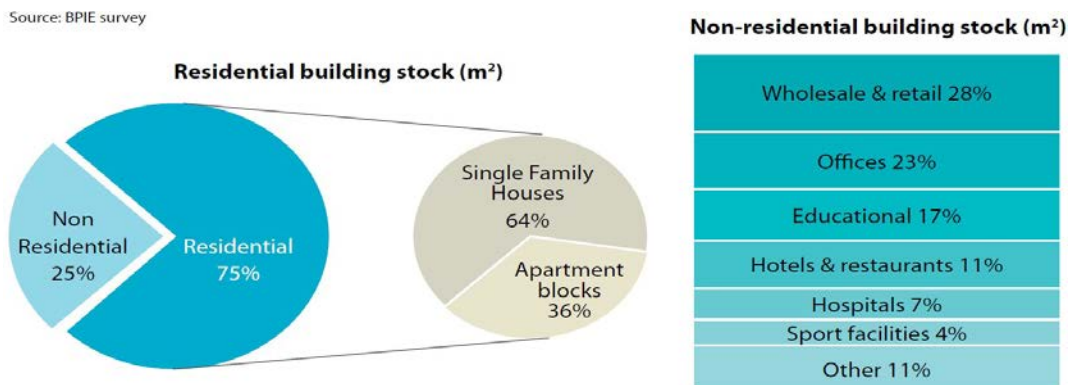 Source: BPIE survey
Residential building stock (m²)
Non
Residential
25%
Residential
75%
Single Family
Houses
64%
Apartment
blocks
36%
Non-residential building stock (m²)
Wholesale & retail 28%
Offices 23%
Educational 17%
Hotels & restaurants 11%
Hospitals 7%
Sport facilities 4%
Other 11%